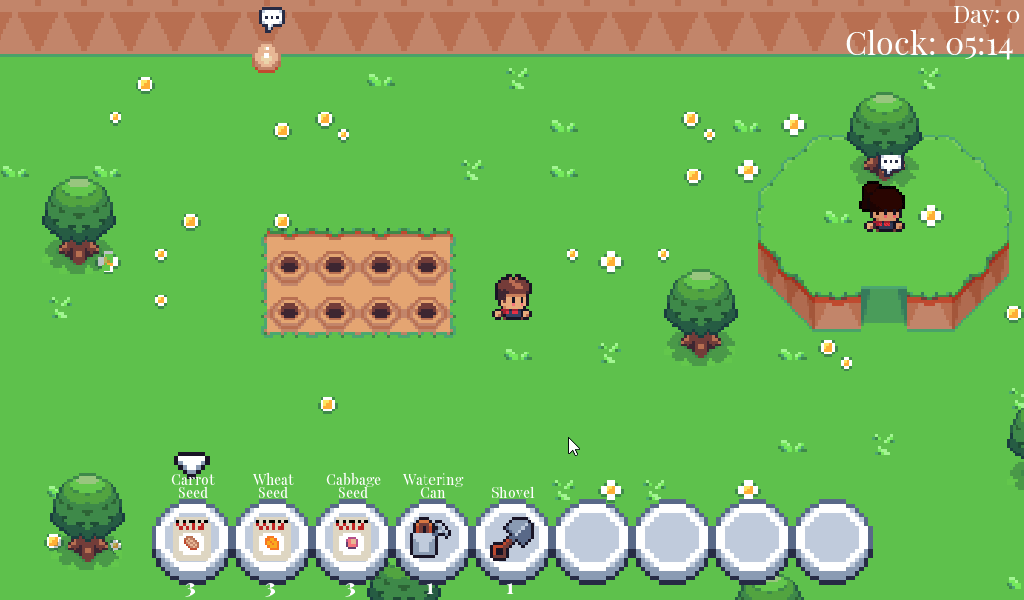 Day: 0
Clock: 05:14
Carrot
Seed
Wheat
Seed
Cabbage
Seed
Watering
Can
Shovel
3
3
3
1
1